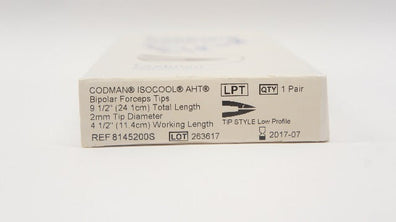 CODMAN® ISOCOOL® AHT®
Bipolar Forceps Tips
9 1/2" (24.1cm) Total Length
2mm Tip Diameter
4 1/2" (11.4cm) Working Length
REF 8145200S LOT 263617
LPT QTY 1 Pair
TIP STYLE Low Profile
2017-07